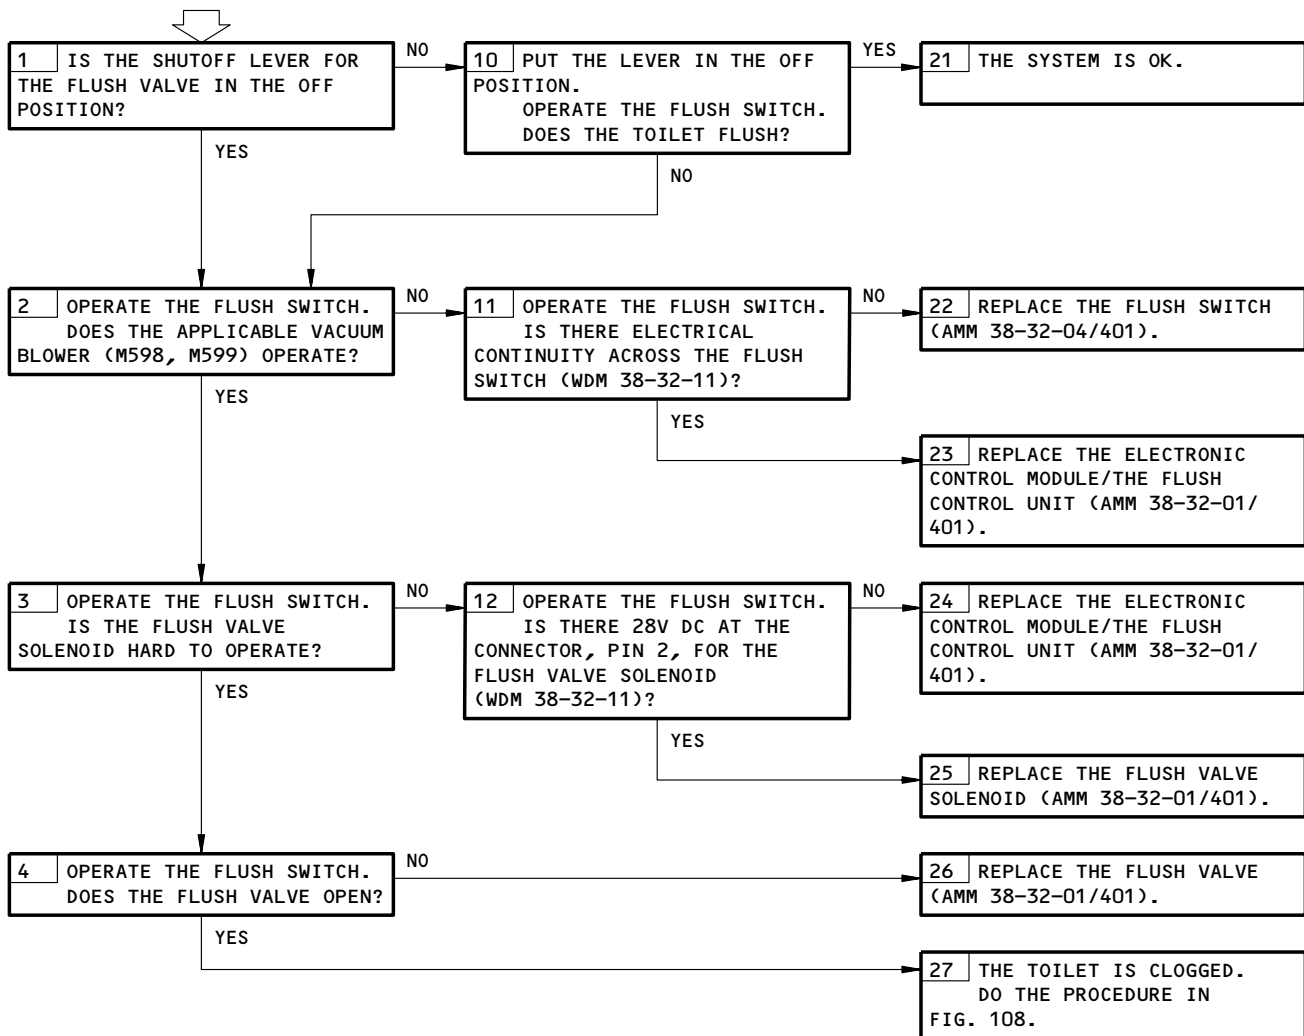 1 IS THE SHUTOFF LEVER FOR
THE FLUSH VALVE IN THE OFF
POSITION?
NO
YES
10 PUT THE LEVER IN THE OFF
POSITION.
OPERATE THE FLUSH SWITCH.
DOES THE TOILET FLUSH?
YES
NO
21 THE SYSTEM IS OK.
2 OPERATE THE FLUSH SWITCH.
DOES THE APPLICABLE VACUUM
BLOWER (M598, M599) OPERATE?
NO
YES
11 OPERATE THE FLUSH SWITCH.
IS THERE ELECTRICAL
CONTINUITY ACROSS THE FLUSH
SWITCH (WDM 38-32-11)?
NO
YES
22 REPLACE THE FLUSH SWITCH
(AMM 38-32-04/401).
23 REPLACE THE ELECTRONIC
CONTROL MODULE/THE FLUSH
CONTROL UNIT (AMM 38-32-01/
401).
3 OPERATE THE FLUSH SWITCH.
IS THE FLUSH VALVE
SOLENOID HARD TO OPERATE?
NO
YES
12 OPERATE THE FLUSH SWITCH.
IS THERE 28V DC AT THE
CONNECTOR, PIN 2, FOR THE
FLUSH VALVE SOLENOID
(WDM 38-32-11)?
NO
YES
24 REPLACE THE ELECTRONIC
CONTROL MODULE/THE FLUSH
CONTROL UNIT (AMM 38-32-01/
401).
25 REPLACE THE FLUSH VALVE
SOLENOID (AMM 38-32-01/401).
4 OPERATE THE FLUSH SWITCH.
DOES THE FLUSH VALVE OPEN?
NO
YES
26 REPLACE THE FLUSH VALVE
(AMM 38-32-01/401).
27 THE TOILET IS CLOGGED.
DO THE PROCEDURE IN
FIG. 108.